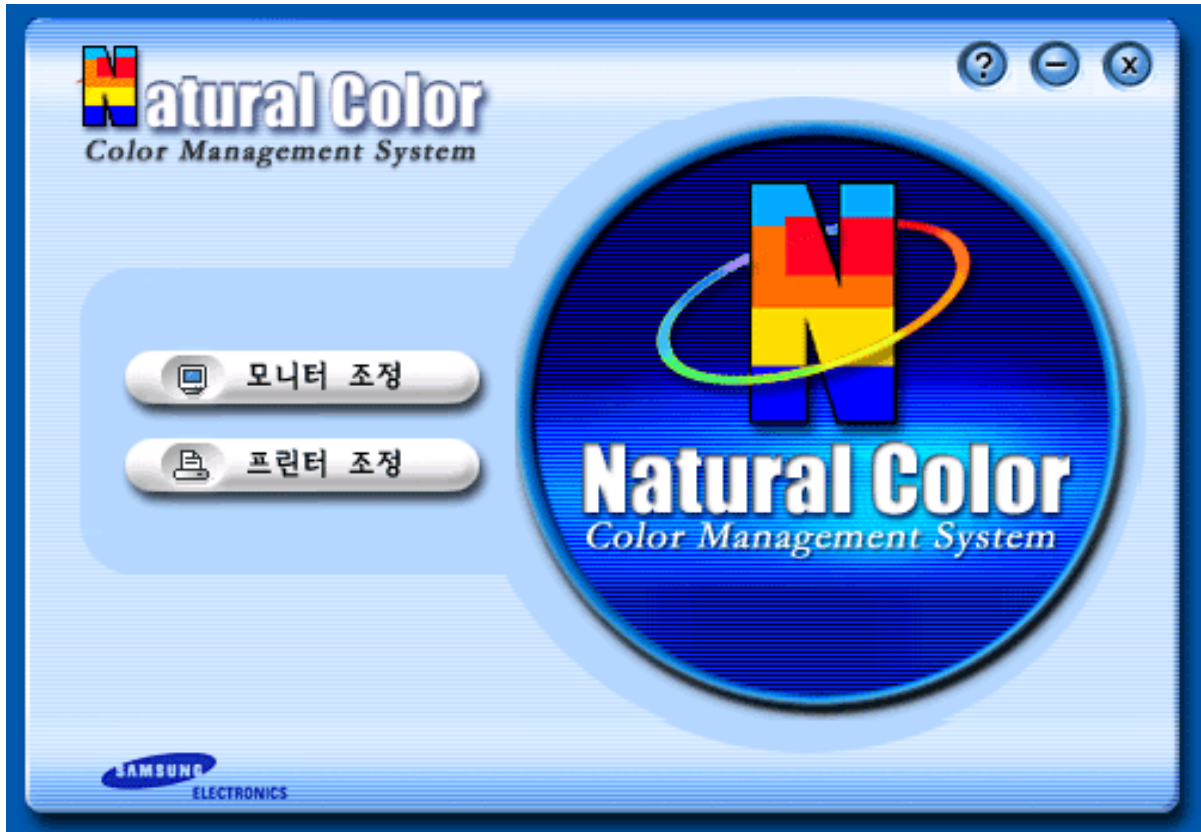 Natural Color
Color Management System
? − x
모니터 조정
프린터 조정
N
Natural Color
Color Management System
SAMSUNG
ELECTRONICS